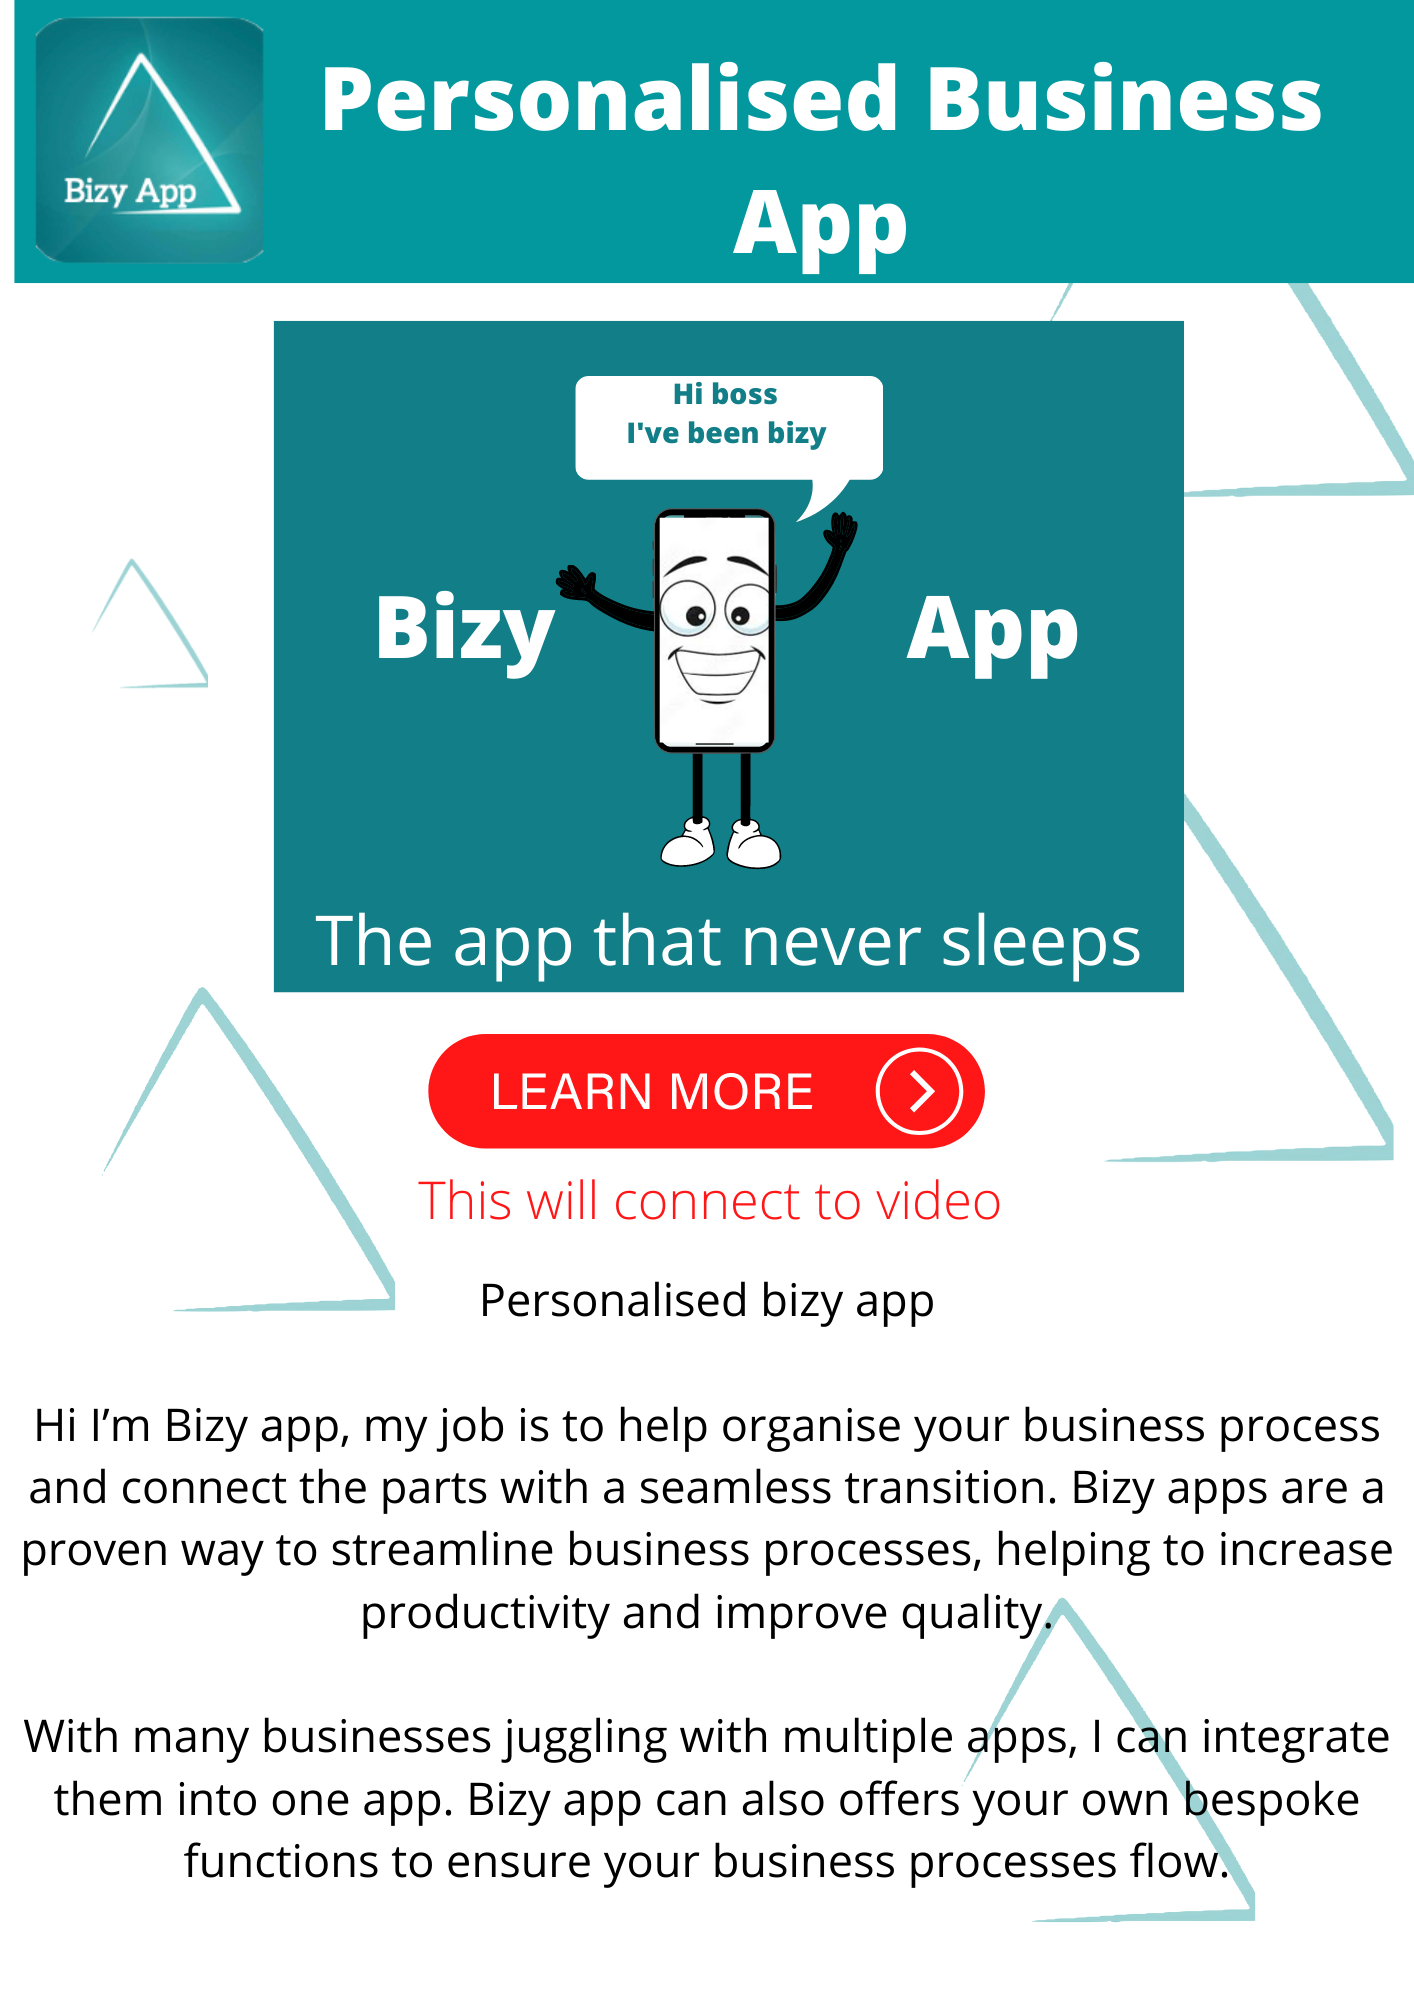 Bizy App
Personalised Business
App
Hi boss
I've been bizy
Bizy App
The app that never sleeps
LEARN MORE
This will connect to video
Personalised bizy app
Hi I’m Bizy app, my job is to help organise your business process
and connect the parts with a seamless transition. Bizy apps are a
proven way to streamline business processes, helping to increase
productivity and improve quality.
With many businesses juggling with multiple apps, I can integrate
them into one app. Bizy app can also offers your own bespoke
functions to ensure your business processes flow.